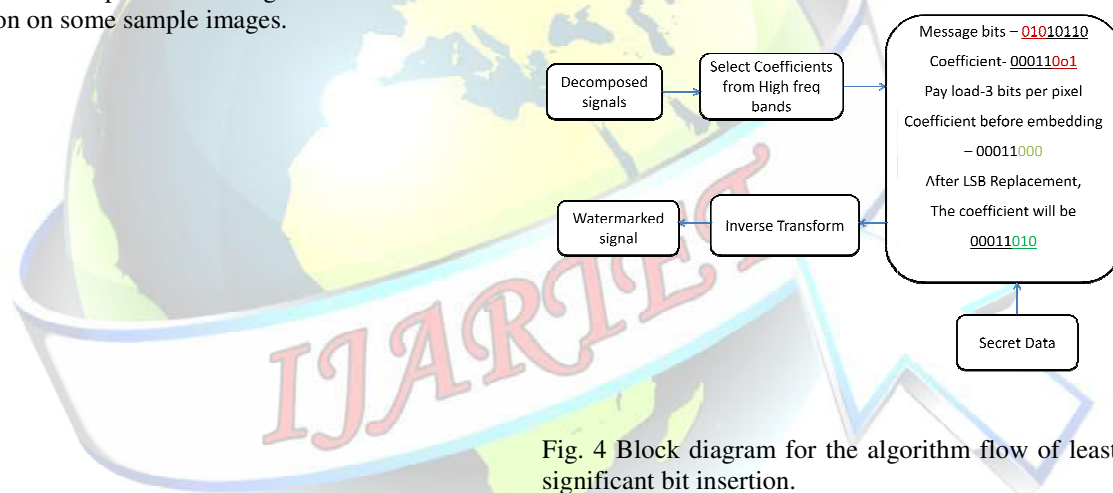 on on some sample images.
Decomposed
signals
Select Coefficients
from High freq
bands
Message bits – 01010110
Coefficient- 000110o1
Pay load-3 bits per pixel
Coefficient before embedding
– 00011000
After LSB Replacement,
The coefficient will be
00011010
Watermarked
signal
Inverse Transform
Secret Data
IJARTET
Fig. 4 Block diagram for the algorithm flow of least
significant bit insertion.